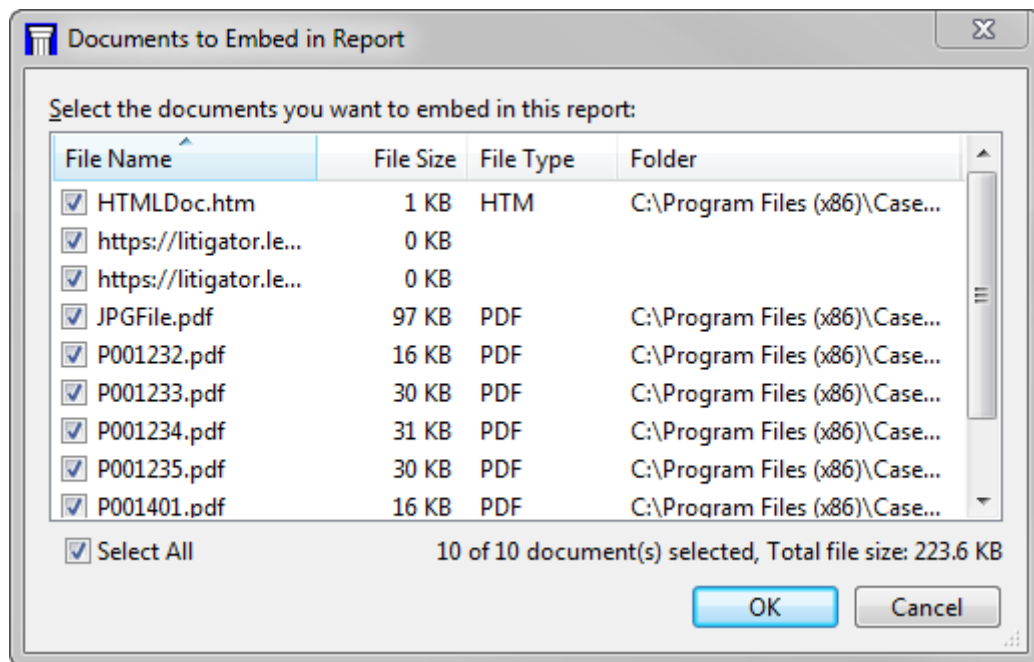 Documents to Embed in Report
Select the documents you want to embed in this report:
File Name File Size File Type Folder
HTMLDoc.htm 1 KB HTM C:\Program Files (x86)\Case...
https://litigator.le... 0 KB
https://litigator.le... 0 KB
JPGFile.pdf 97 KB PDF C:\Program Files (x86)\Case...
P001232.pdf 16 KB PDF C:\Program Files (x86)\Case...
P001233.pdf 30 KB PDF C:\Program Files (x86)\Case...
P001234.pdf 31 KB PDF C:\Program Files (x86)\Case...
P001235.pdf 30 KB PDF C:\Program Files (x86)\Case...
P001401.pdf 16 KB PDF C:\Program Files (x86)\Case...
Select All 10 of 10 document(s) selected, Total file size: 223.6 KB
OK Cancel